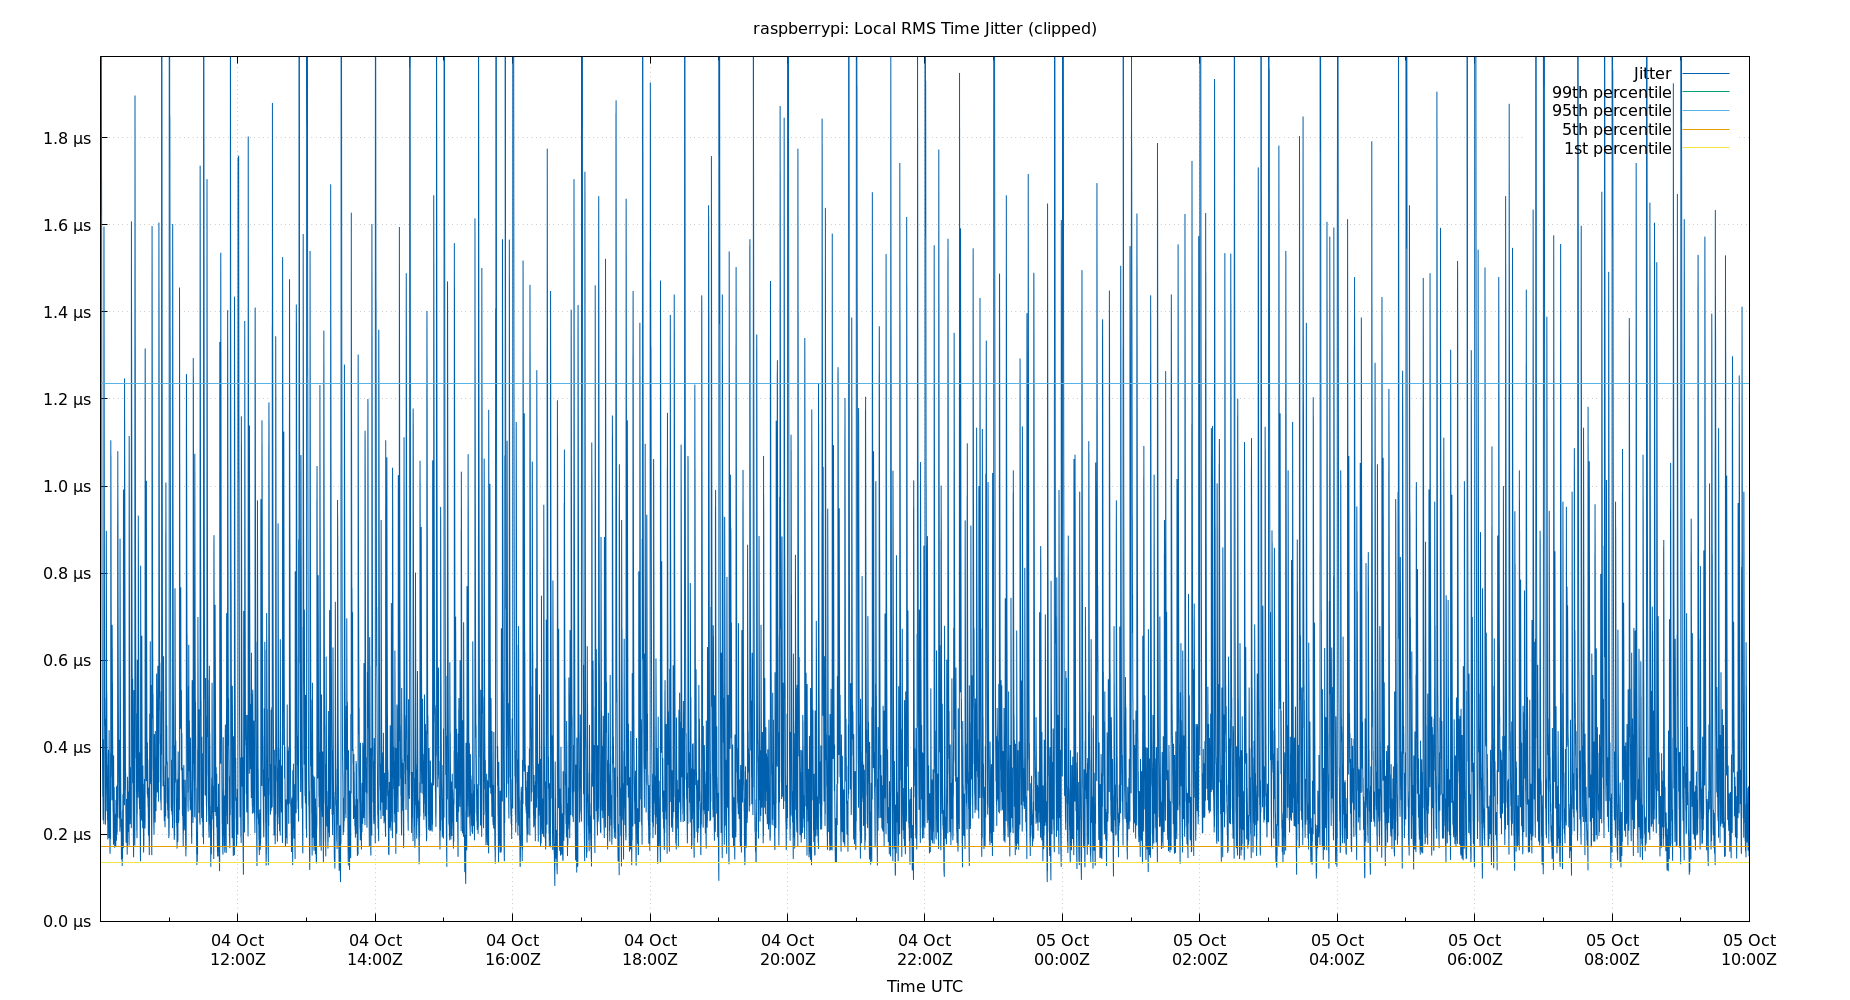 raspberrypi: Local RMS Time Jitter (clipped)
Jitter
99th percentile
95th percentile
5th percentile
1st percentile
1.8 µs
1.6 µs
1.4 µs
1.2 µs
1.0 µs
0.8 µs
0.6 µs
0.4 µs
0.2 µs
0.0 µs
04 Oct 04 Oct 04 Oct 04 Oct 04 Oct 04 Oct 05 Oct 05 Oct 05 Oct 05 Oct 05 Oct 05 Oct
12:00Z 14:00Z 16:00Z 18:00Z 20:00Z 22:00Z 00:00Z 02:00Z 04:00Z 06:00Z 08:00Z 10:00Z
Time UTC